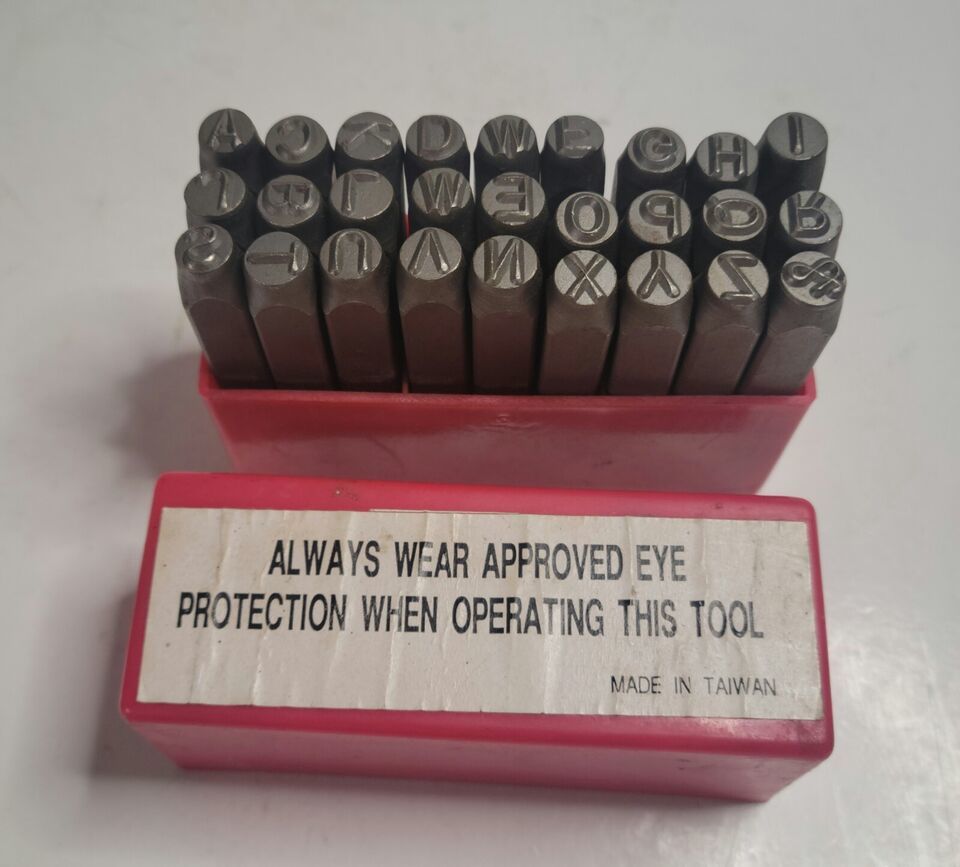 A C K D W F G H I
J B L M E O P Q R
S T U V N X Y Z &
ALWAYS WEAR APPROVED EYE
PROTECTION WHEN OPERATING THIS TOOL
MADE IN TAIWAN